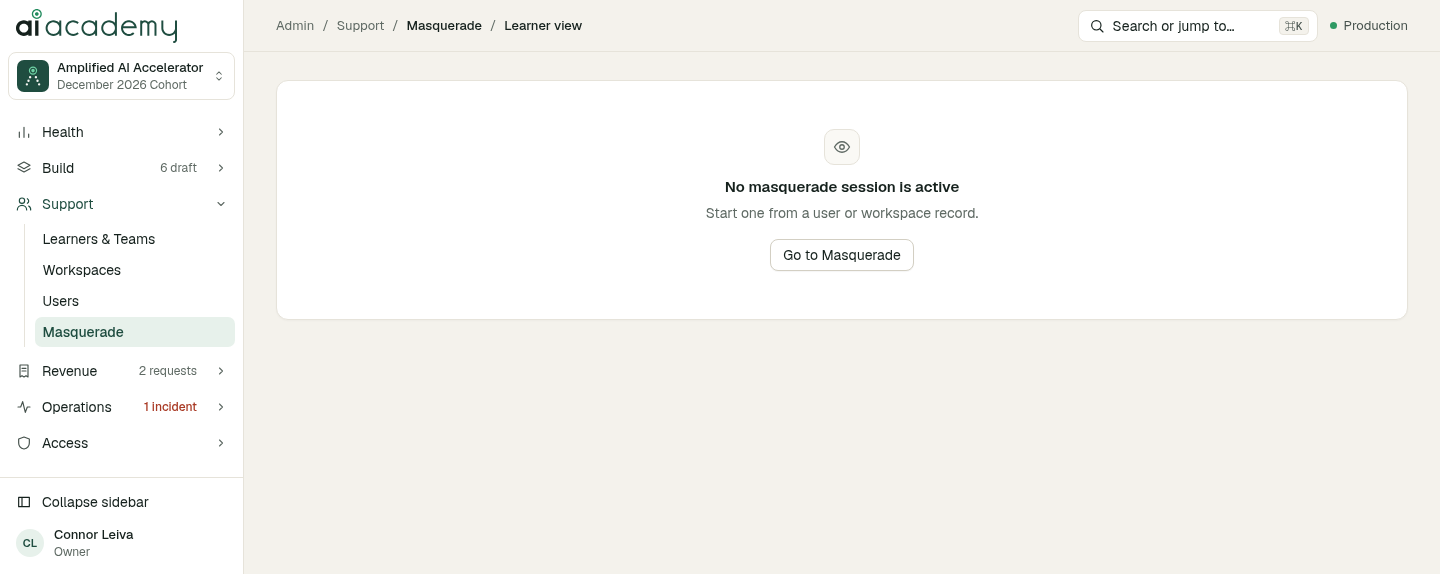 ai academy
Amplified AI Accelerator
December 2026 Cohort
Health
Build 6 draft
Support
Learners & Teams
Workspaces
Users
Masquerade
Revenue 2 requests
Operations 1 incident
Access
Collapse sidebar
CL
Connor Leiva
Owner
Admin / Support / Masquerade / Learner view
Search or jump to… ⌘K
Production
No masquerade session is active
Start one from a user or workspace record.
Go to Masquerade